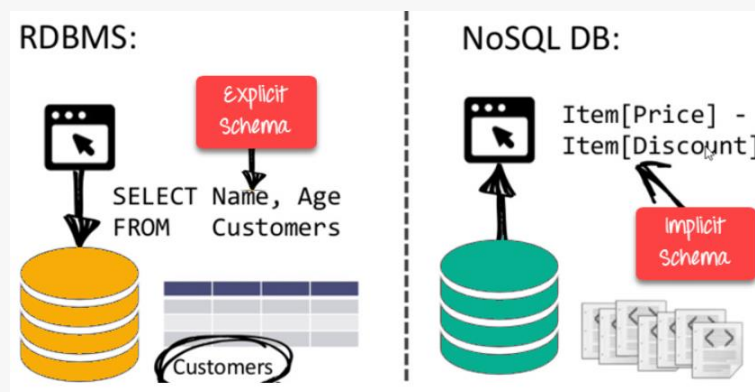 RDBMS:
Explicit
Schema
SELECT Name, Age
FROM Customers
Customers
NoSQL DB:
Item[Price] -
Item[Discount]
Implicit
Schema